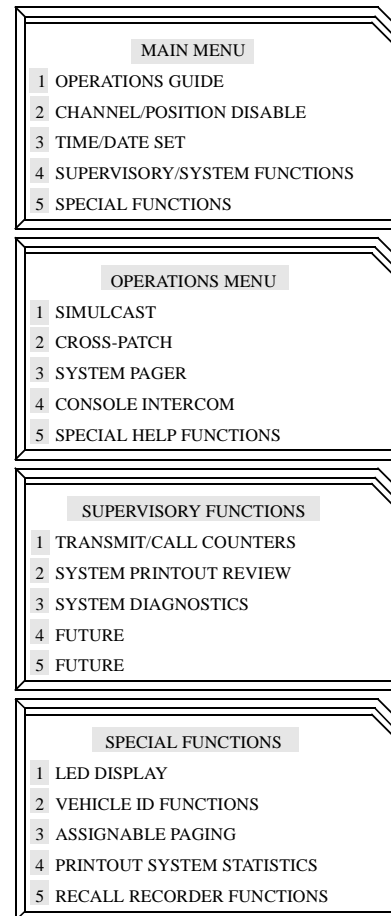 MAIN MENU
1 OPERATIONS GUIDE
2 CHANNEL/POSITION DISABLE
3 TIME/DATE SET
4 SUPERVISORY/SYSTEM FUNCTIONS
5 SPECIAL FUNCTIONS
OPERATIONS MENU
1 SIMULCAST
2 CROSS-PATCH
3 SYSTEM PAGER
4 CONSOLE INTERCOM
5 SPECIAL HELP FUNCTIONS
SUPERVISORY FUNCTIONS
1 TRANSMIT/CALL COUNTERS
2 SYSTEM PRINTOUT REVIEW
3 SYSTEM DIAGNOSTICS
4 FUTURE
5 FUTURE
SPECIAL FUNCTIONS
1 LED DISPLAY
2 VEHICLE ID FUNCTIONS
3 ASSIGNABLE PAGING
4 PRINTOUT SYSTEM STATISTICS
5 RECALL RECORDER FUNCTIONS